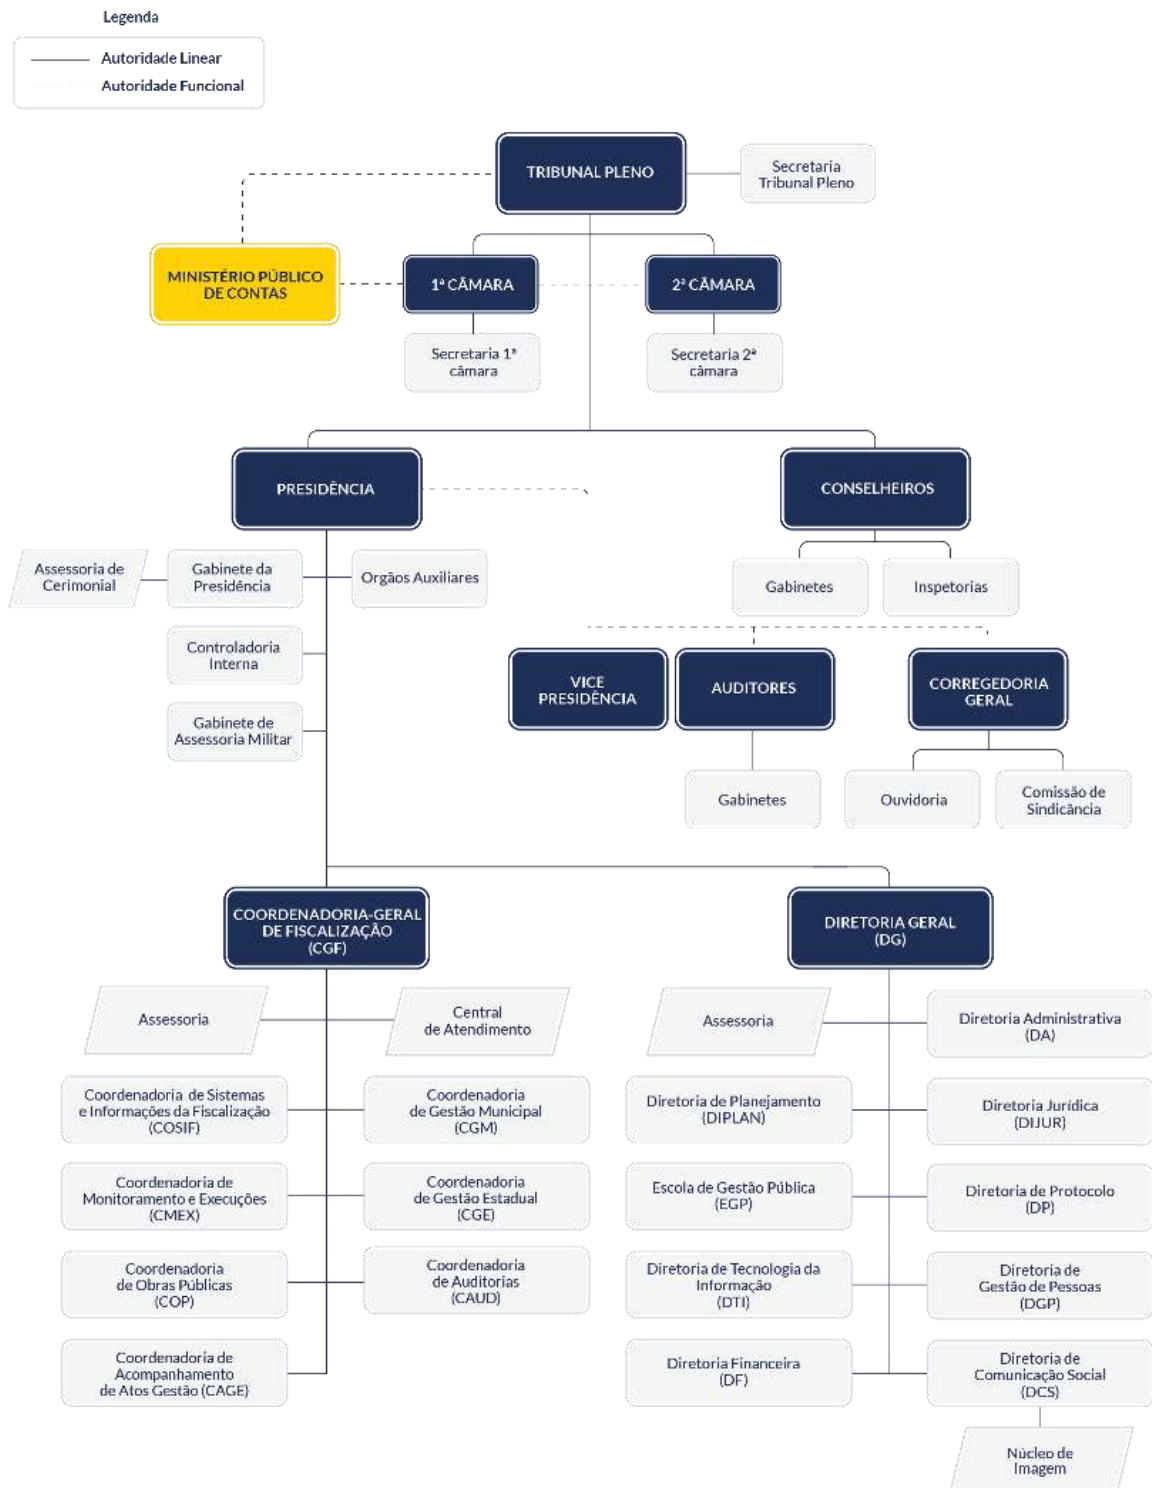 Legenda
Autoridade Linear
Autoridade Funcional
TRIBUNAL PLENO
Secretaria
Tribunal Pleno
MINISTÉRIO PÚBLICO
DE CONTAS
1ª CÂMARA
2ª CÂMARA
Secretaria 1ª
câmara
Secretaria 2ª
câmara
PRESIDÊNCIA
CONSELHEIROS
Assessoria de
Cerimonial
Gabinete da
Presidência
Orgãos Auxiliares
Gabinetes
Inspetorias
Controladoria
Interna
VICE
PRESIDÊNCIA
AUDITORES
CORREGEDORIA
GERAL
Gabinete de
Assessoria Militar
Gabinetes
Ouvidoria
Comissão de
Sindicância
COORDENADORIA-GERAL
DE FISCALIZAÇÃO
(CGF)
DIRETORIA GERAL
(DG)
Assessoria
Central
de Atendimento
Assessoria
Diretoria Administrativa
(DA)
Coordenadoria de Sistemas
e Informações da Fiscalização
(COSIF)
Coordenadoria
de Gestão Municipal
(CGM)
Diretoria de Planejamento
(DIPLAN)
Diretoria Jurídica
(DIJUR)
Coordenadoria de
Monitoramento e Execuções
(CMEX)
Coordenadoria
de Gestão Estadual
(CGE)
Escola de Gestão Pública
(EGP)
Diretoria de Protocolo
(DP)
Coordenadoria
de Obras Públicas
(COP)
Coordenadoria
de Auditorias
(CAUD)
Diretoria de Tecnologia da
Informação
(DTI)
Diretoria de
Gestão de Pessoas
(DGP)
Coordenadoria de
Acompanhamento
de Atos Gestão (CAGE)
Diretoria Financeira
(DF)
Diretoria de
Comunicação Social
(DCS)
Núcleo de
Imagem